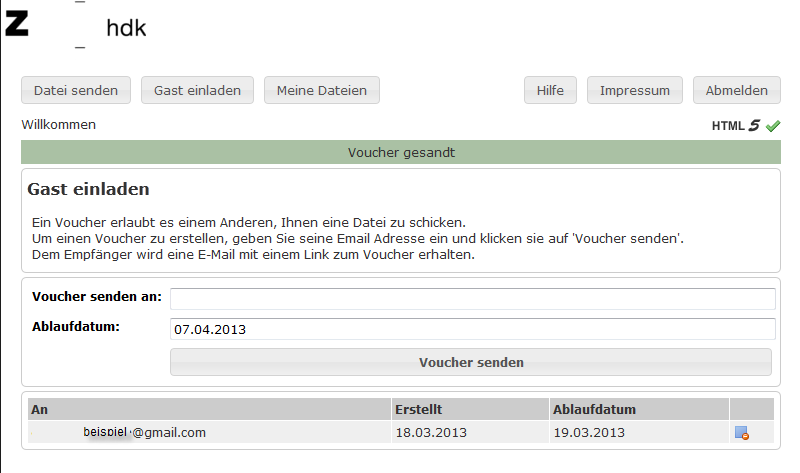 Z hdk
Datei senden Gast einladen Meine Dateien Hilfe Impressum Abmelden
Willkommen HTML 5
Voucher gesandt
Gast einladen
Ein Voucher erlaubt es einem Anderen, Ihnen eine Datei zu schicken.
Um einen Voucher zu erstellen, geben Sie seine Email Adresse ein und klicken sie auf 'Voucher senden'.
Dem Empfänger wird eine E-Mail mit einem Link zum Voucher erhalten.
Voucher senden an:
Ablaufdatum: 07.04.2013
Voucher senden
An Erstellt Ablaufdatum
beispiel @gmail.com 18.03.2013 19.03.2013